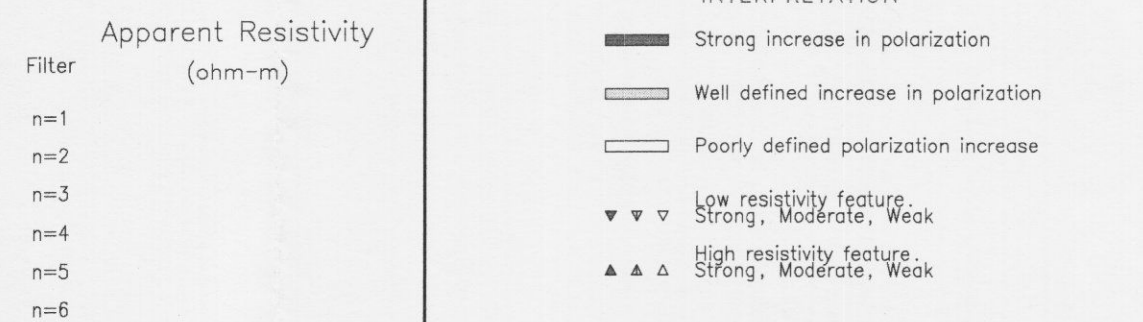 Apparent Resistivity
Filter
(ohm-m)
n=1
n=2
n=3
n=4
n=5
n=6
INTERPRETATION
Strong increase in polarization
Well defined increase in polarization
Poorly defined polarization increase
Low resistivity feature.
Strong, Moderate, Weak
High resistivity feature.
Strong, Moderate, Weak